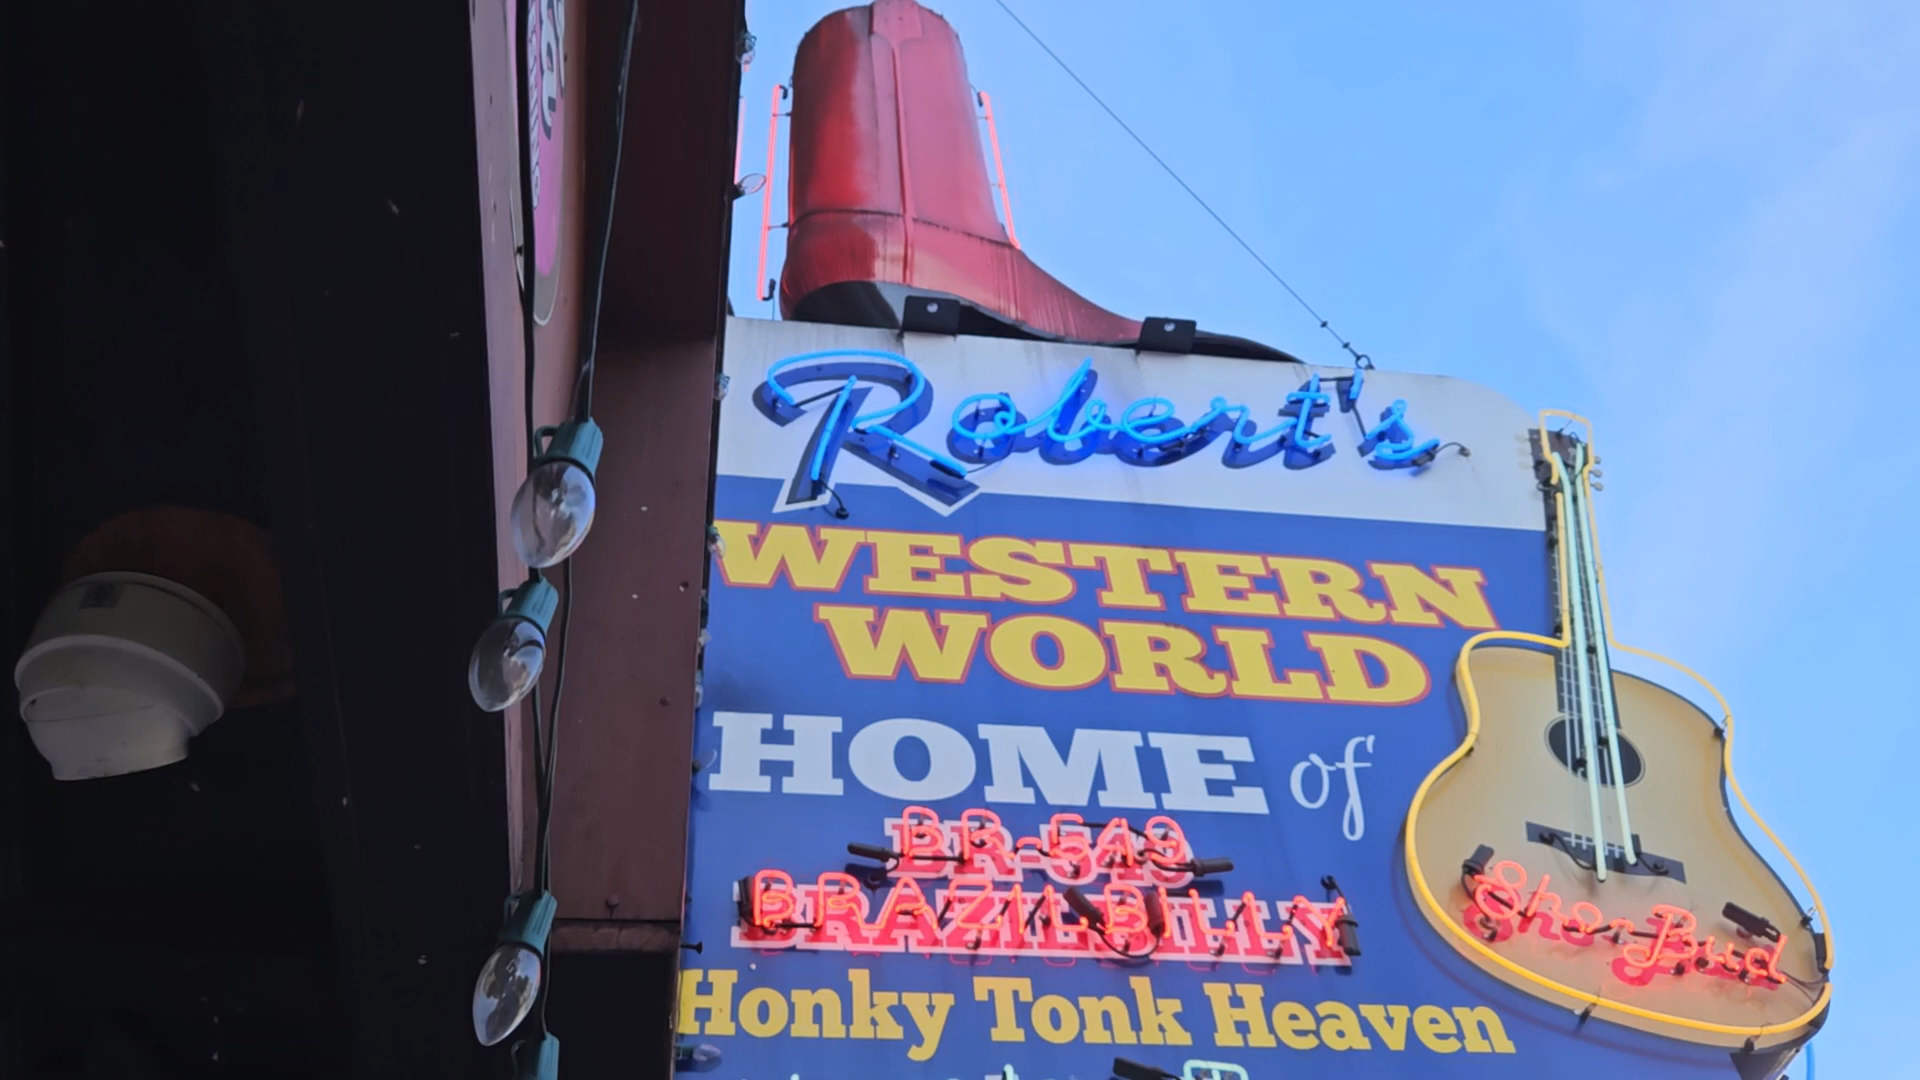 Robert's
WESTERN
WORLD
HOME of
BR-549
BRAZILBILLY
Sho-Bud
Honky Tonk Heaven